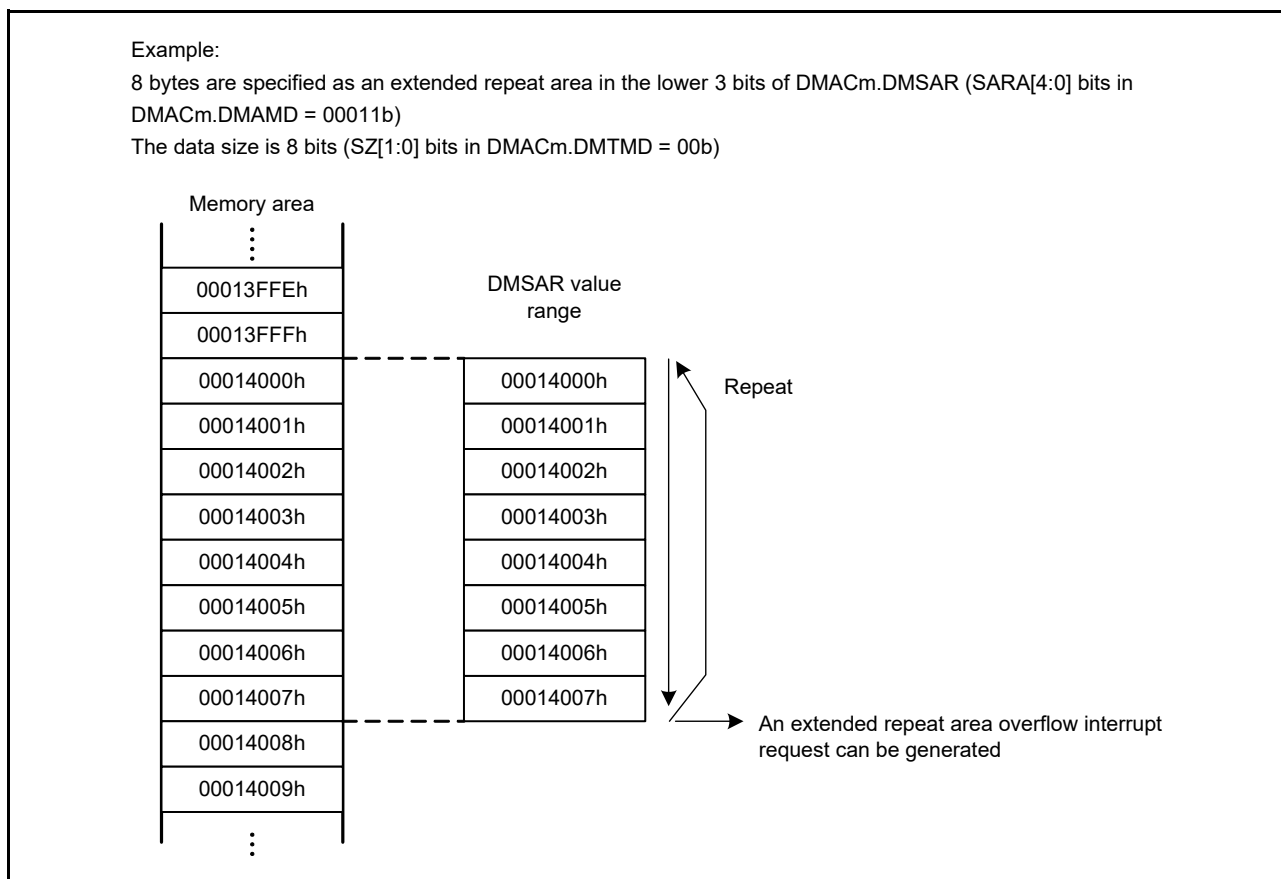 Example:
8 bytes are specified as an extended repeat area in the lower 3 bits of DMACm.DMSAR (SARA[4:0] bits in
DMACm.DMAMD = 00011b)
The data size is 8 bits (SZ[1:0] bits in DMACm.DMTMD = 00b)
Memory area
00013FFEh
00013FFFh
00014000h
00014001h
00014002h
00014003h
00014004h
00014005h
00014006h
00014007h
00014008h
00014009h
DMSAR value
range
00014000h
00014001h
00014002h
00014003h
00014004h
00014005h
00014006h
00014007h
Repeat
An extended repeat area overflow interrupt
request can be generated